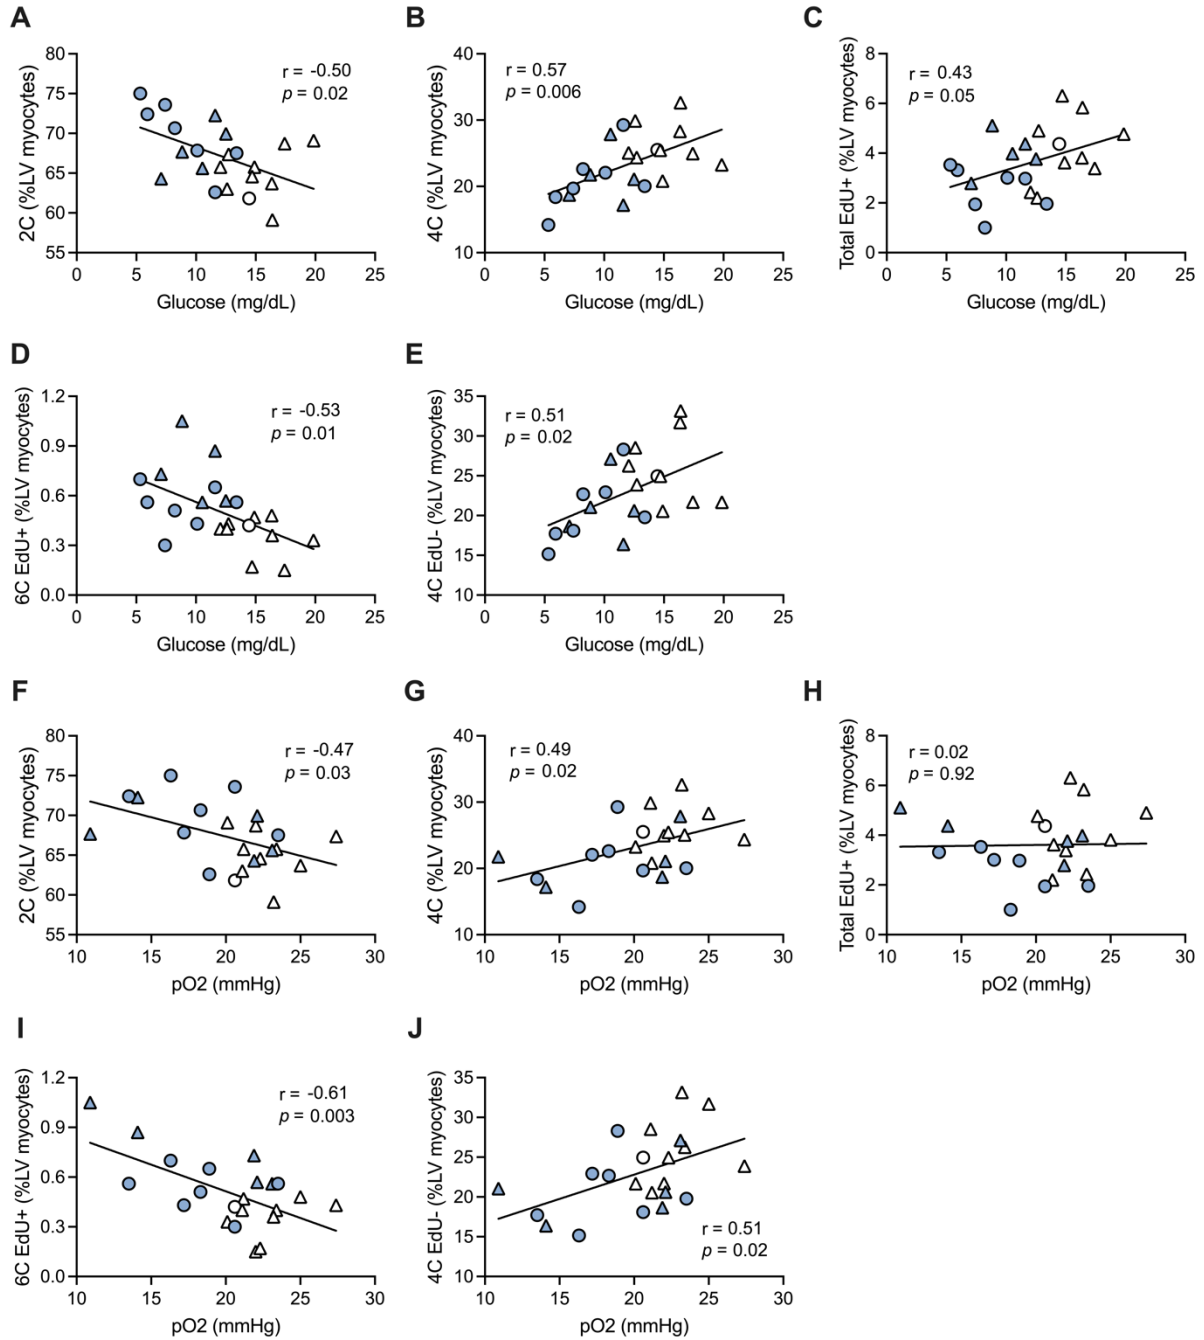 A
80
75
70
65
60
55
0 5 10 15 20 25
2C (%LV myocytes)
Glucose (mg/dL)
r = -0.50
p = 0.02
B
40
30
20
10
0 5 10 15 20 25
4C (%LV myocytes)
Glucose (mg/dL)
r = 0.57
p = 0.006
C
8
6
4
2
0
0 5 10 15 20 25
Total EdU+ (%LV myocytes)
Glucose (mg/dL)
r = 0.43
p = 0.05
D
1.2
0.9
0.6
0.3
0.0
0 5 10 15 20 25
6C EdU+ (%LV myocytes)
Glucose (mg/dL)
r = -0.53
p = 0.01
E
35
30
25
20
15
10
0 5 10 15 20 25
4C EdU- (%LV myocytes)
Glucose (mg/dL)
r = 0.51
p = 0.02
F
80
75
70
65
60
55
10 15 20 25 30
2C (%LV myocytes)
pO2 (mmHg)
r = -0.47
p = 0.03
G
40
30
20
10
10 15 20 25 30
4C (%LV myocytes)
pO2 (mmHg)
r = 0.49
p = 0.02
H
8
6
4
2
0
10 15 20 25 30
Total EdU+ (%LV myocytes)
pO2 (mmHg)
r = 0.02
p = 0.92
I
1.2
0.9
0.6
0.3
0.0
10 15 20 25 30
6C EdU+ (%LV myocytes)
pO2 (mmHg)
r = -0.61
p = 0.003
J
35
30
25
20
15
10
10 15 20 25 30
4C EdU- (%LV myocytes)
pO2 (mmHg)
r = 0.51
p = 0.02